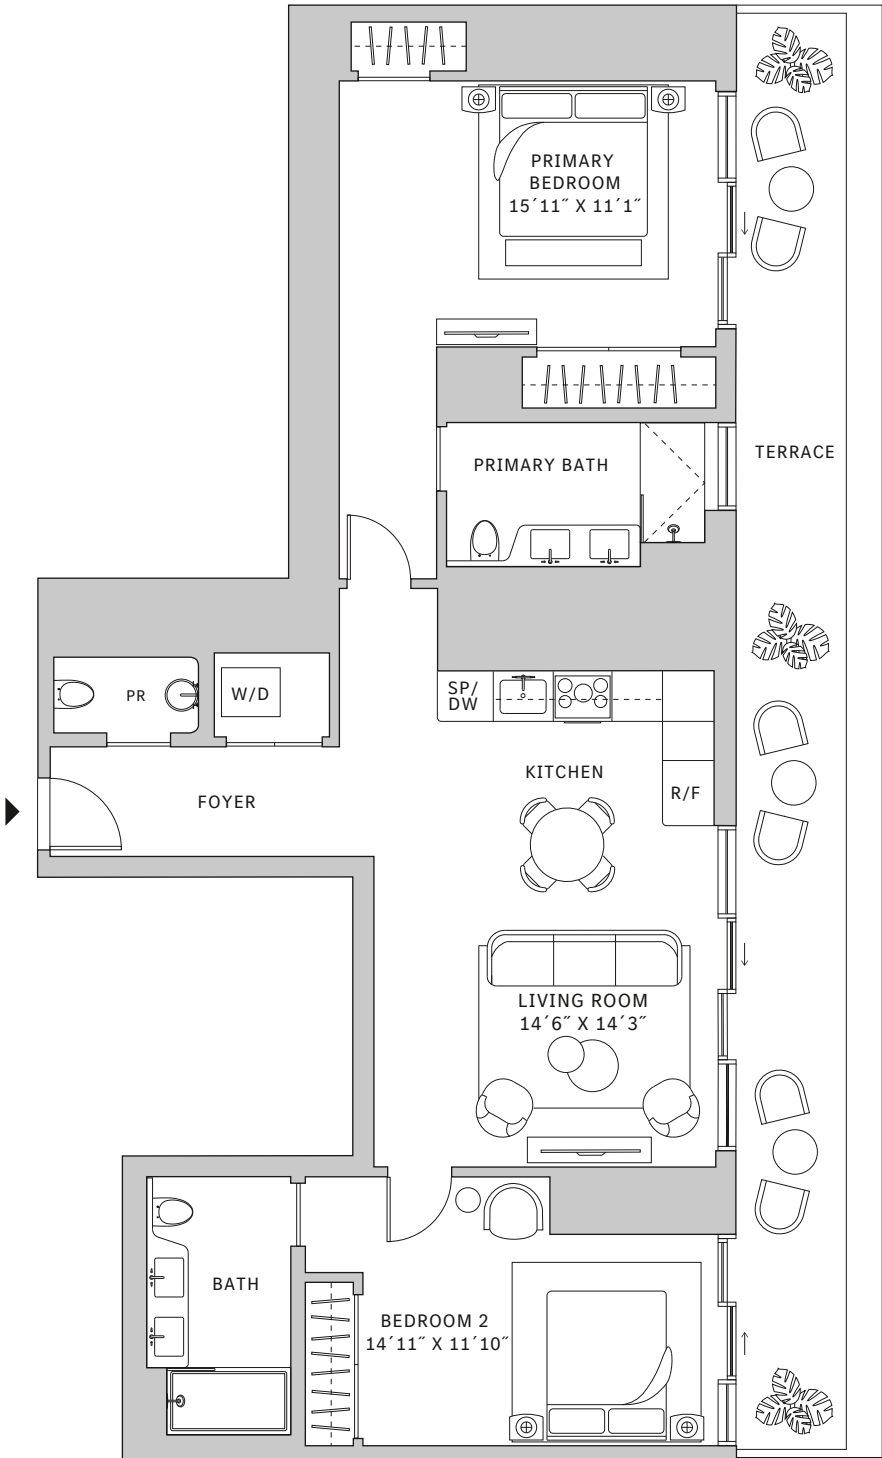 PRIMARY
BEDROOM
15´11˝ X 11´1˝
PRIMARY BATH
TERRACE
PR
W/D
SP/
DW
KITCHEN
R/F
FOYER
LIVING ROOM
14´6˝ X 14´3˝
BATH
BEDROOM 2
14´11˝ X 11´10˝